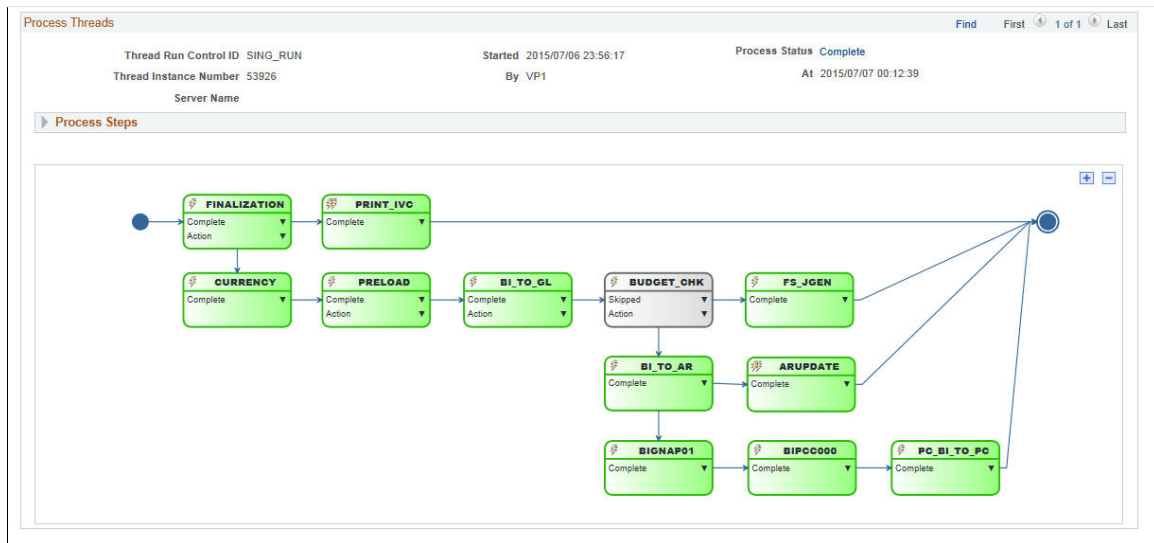 Process Threads Find First 1 of 1 Last
Thread Run Control ID SING_RUN Started 2015/07/06 23:56:17 Process Status Complete
Thread Instance Number 53926 By VP1 At 2015/07/07 00:12:39
Server Name
Process Steps
FINALIZATION PRINT_IVC
Complete Complete
Action
CURRENCY PRELOAD BI_TO_GL BUDGET_CHK FS_JGEN
Complete Complete Complete Skipped Complete
Action Action Action
BI_TO_AR ARUPDATE
Complete Complete
BIGNAP01 BIPCC000 PC_BI_TO_PC
Complete Complete Complete